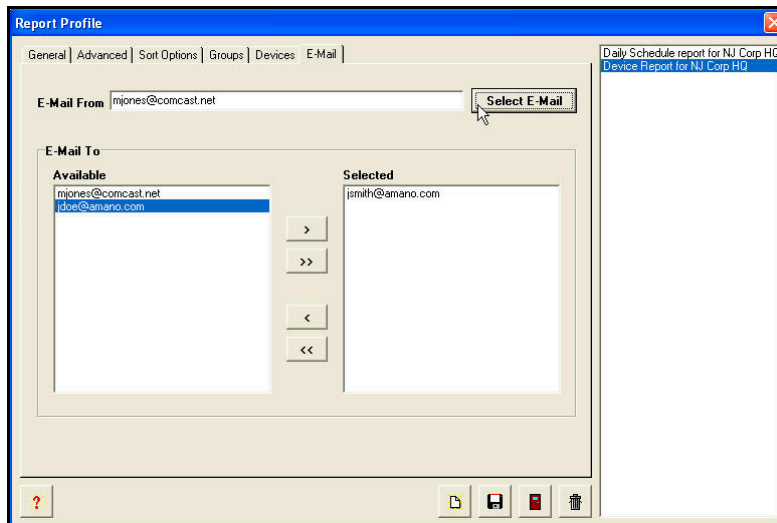 Report Profile
General Advanced Sort Options Groups Devices E-Mail
Daily Schedule report for NJ Corp HQ
Device Report for NJ Corp HQ
E-Mail From mjones@comcast.net Select E-Mail
E-Mail To
Available Selected
mjones@comcast.net jsmith@amano.com
jdoe@amano.com
>
>>
<
<<
?